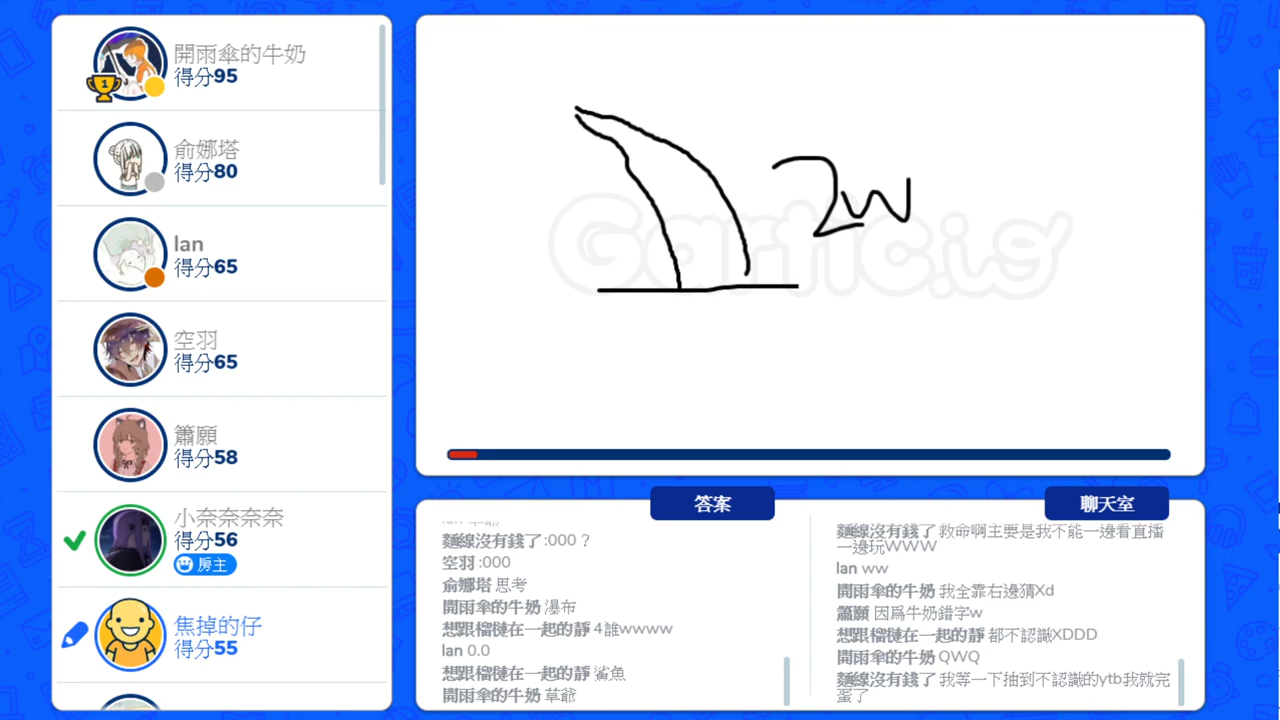 開雨傘的牛奶
得分95
1
俞娜塔
得分80
lan
得分65
空羽
得分65
簫願
得分58
小奈奈奈奈
得分56
房主
焦掉的仔
得分55
2w
Gartic.io
答案
麵線沒有錢了 :000？
空羽 :000
俞娜塔 思考
開雨傘的牛奶 瀑布
想跟榴槤在一起的靜 4誰wwww
lan 0.0
想跟榴槤在一起的靜 鯊魚
開雨傘的牛奶 草爺
聊天室
麵線沒有錢了 救命啊主要是我不能一邊看直播
一邊玩WWW
lan ww
開雨傘的牛奶 我全靠右邊猜Xd
簫願 因爲牛奶錯字w
想跟榴槤在一起的靜 都不認識XDDD
開雨傘的牛奶 QWQ
麵線沒有錢了 我等一下抽到不認識的ytb我就完
蛋了